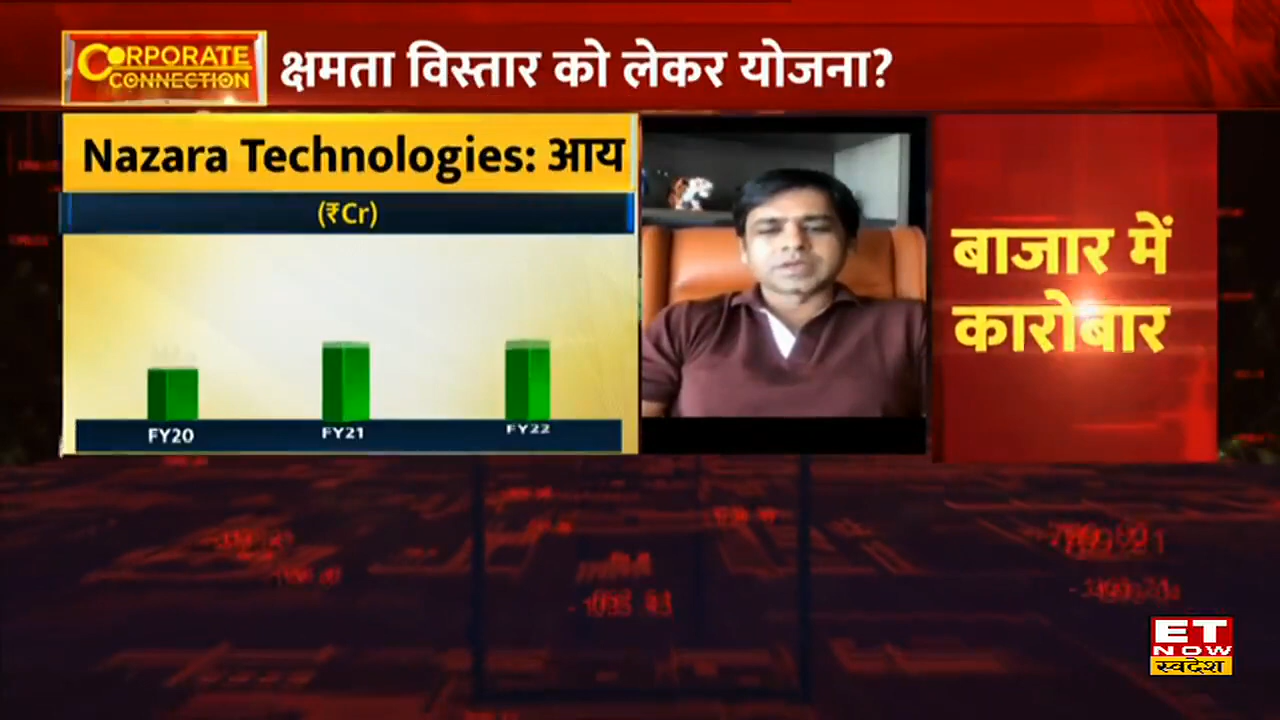 CORPORATE
CONNECTION
क्षमता विस्तार को लेकर योजना?
Nazara Technologies: आय
(₹Cr)
FY20
FY21
FY22
बाजार में
कारोबार
ET
NOW
स्वदेश